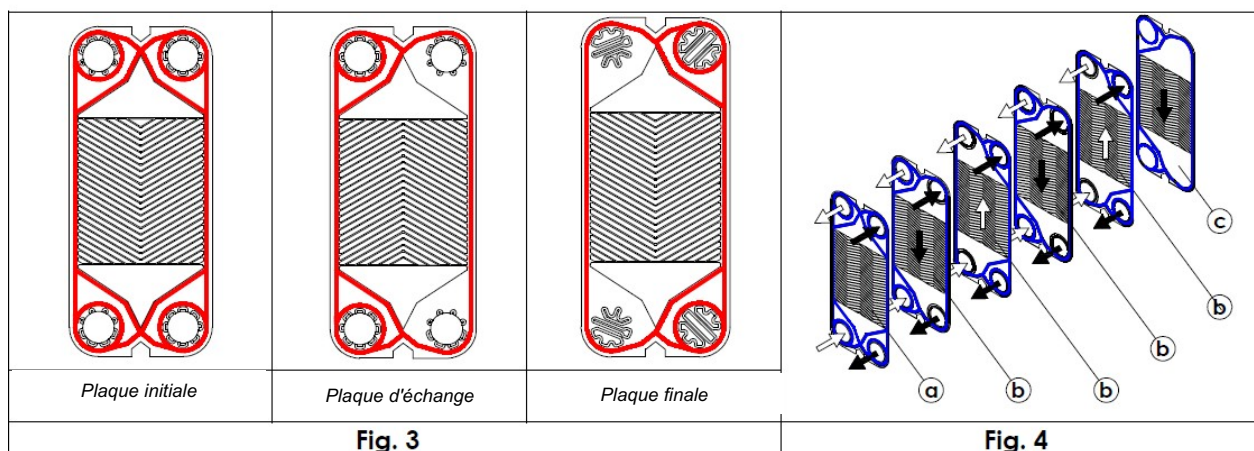 Plaque initiale
Plaque d'échange
Plaque finale
a
b
b
b
b
c
Fig. 3
Fig. 4